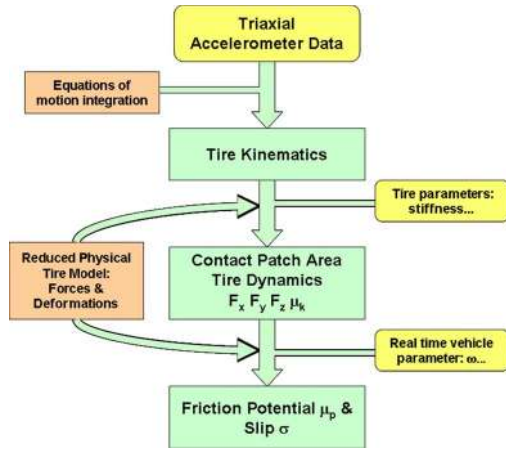 Triaxial
Accelerometer Data
Equations of
motion integration
Tire Kinematics
Tire parameters:
stiffness...
Reduced Physical
Tire Model:
Forces &
Deformations
Contact Patch Area
Tire Dynamics
Fx Fy Fz μk
Real time vehicle
parameter: ω...
Friction Potential μp &
Slip σ